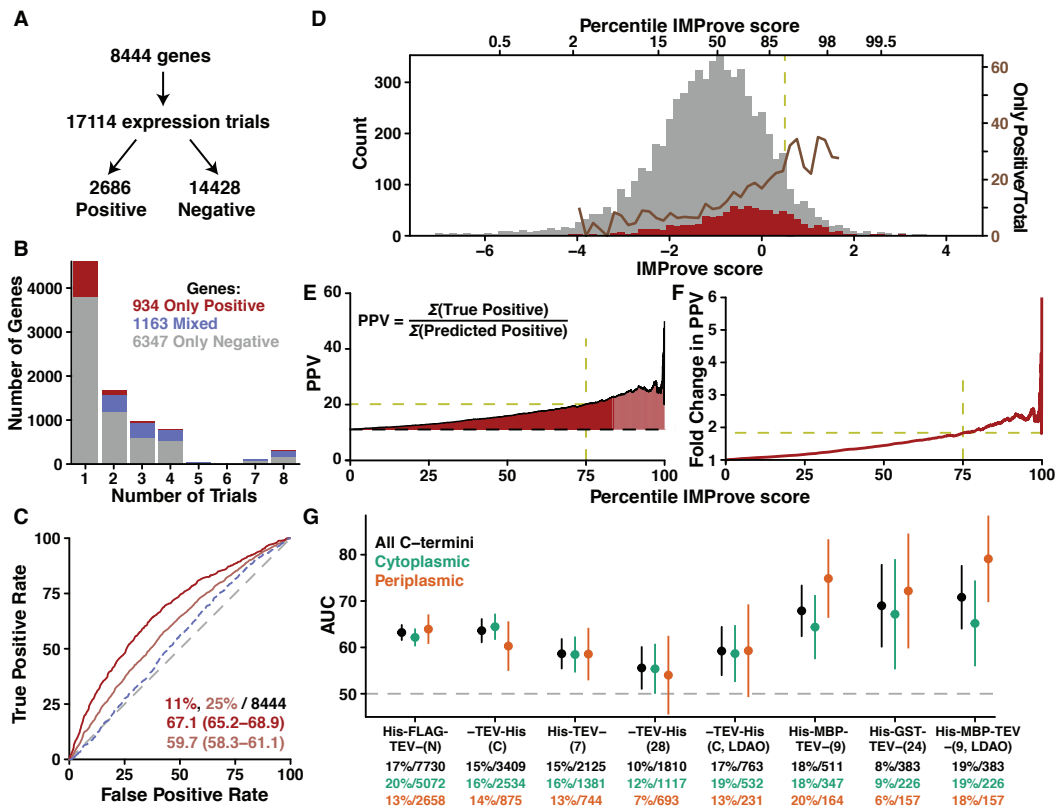 A
8444 genes
17114 expression trials
2686 14428
Positive Negative
B
Number of Genes
4000
3000
2000
1000
0
Genes:
934 Only Positive
1163 Mixed
6347 Only Negative
1 2 3 4 5 6 7 8
Number of Trials
C
True Positive Rate
100
75
50
25
0
11%, 25% / 8444
67.1 (65.2–68.9)
59.7 (58.3–61.1)
0 25 50 75 100
False Positive Rate
D
Percentile IMProve score
0.5 2 15 50 85 98 99.5
Count
300
200
100
0
60
40
20
0
Only Positive/Total
−6 −4 −2 0 2 4
IMProve score
E
PPV
60
40
20
0
PPV = Σ(True Positive)
Σ(Predicted Positive)
0 25 50 75 100
F
Fold Change in PPV
6
5
4
3
2
1
0 25 50 75 100
Percentile IMProve score
G
All C−termini
Cytoplasmic
Periplasmic
AUC
80
70
60
50
His-FLAG- −TEV-His His-TEV− −TEV-His −TEV-His His-MBP- His-GST- His-MBP-TEV
TEV−(N) (C) (7) (28) (C, LDAO) TEV−(9) TEV−(24) −(9, LDAO)
17%/7730 15%/3409 15%/2125 10%/1810 17%/763 18%/511 8%/383 19%/383
20%/5072 16%/2534 16%/1381 12%/1117 19%/532 18%/347 9%/226 19%/226
13%/2658 14%/875 13%/744 7%/693 13%/231 20%/164 6%/157 18%/157